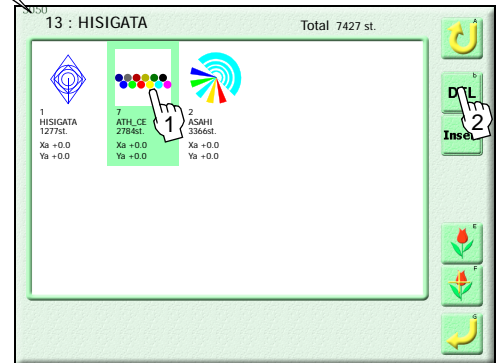 S050
13 : HISIGATA Total 7427 st.
A
b
DEL
2
Insert
1 7 2
HISIGATA ATH_CE ASAHI
1277st. 2784st. 3366st.
Xa +0.0 Xa +0.0 Xa +0.0
Ya +0.0 Ya +0.0 Ya +0.0
1
E
F
G